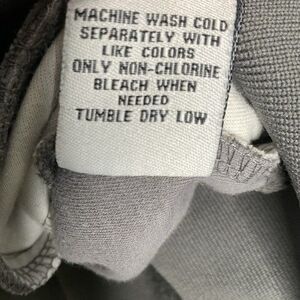 MACHINE WASH COLD
SEPARATELY WITH
LIKE COLORS
ONLY NON-CHLORINE
BLEACH WHEN
NEEDED
TUMBLE DRY LOW